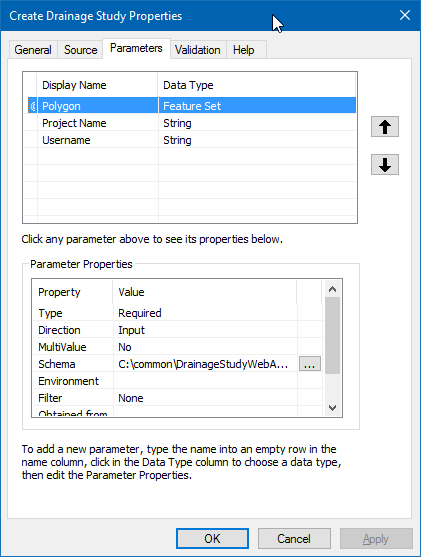 Create Drainage Study Properties
General Source Parameters Validation Help
Display Name Data Type
Polygon Feature Set
Project Name String
Username String
Click any parameter above to see its properties below.
Parameter Properties
Property Value
Type Required
Direction Input
MultiValue No
Schema C:\common\DrainageStudyWebA... ...
Environment
Filter None
Obtained from
To add a new parameter, type the name into an empty row in the
name column, click in the Data Type column to choose a data type,
then edit the Parameter Properties.
OK Cancel Apply